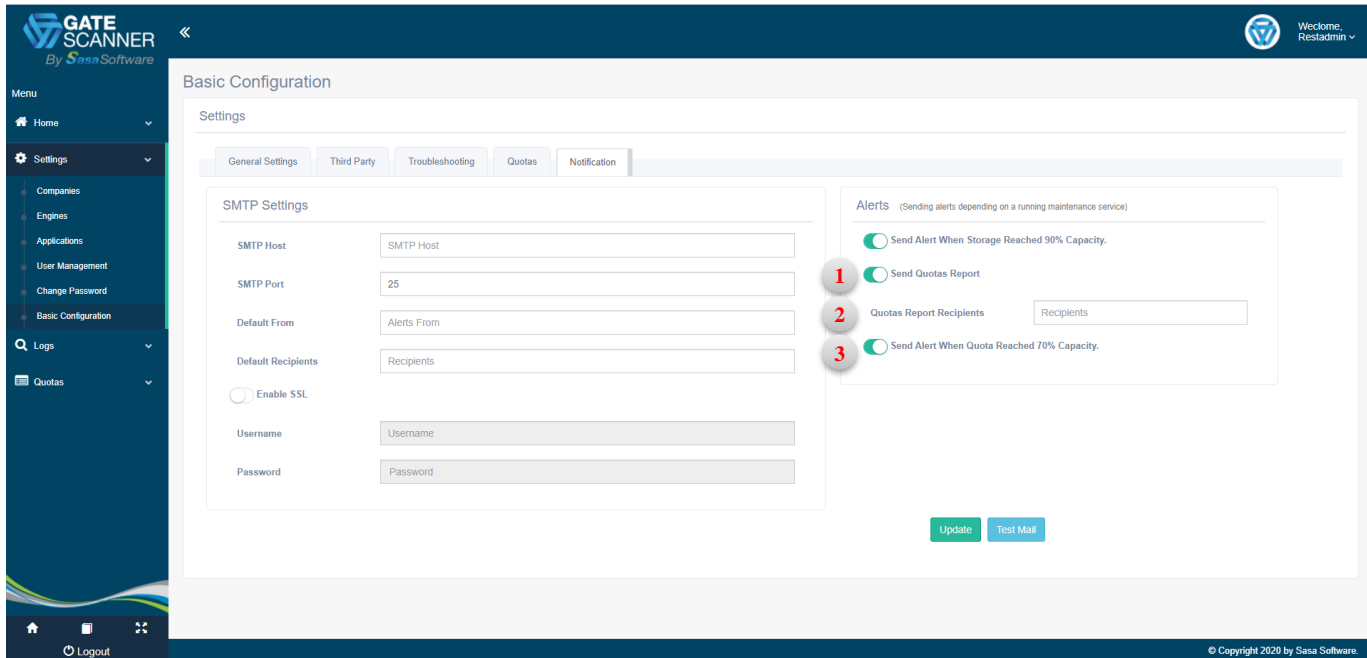 GATE
SCANNER
By Sasa Software
Weclome,
Restadmin
Menu
Home
Settings
Companies
Engines
Applications
User Management
Change Password
Basic Configuration
Logs
Quotas
Logout
Basic Configuration
Settings
General Settings Third Party Troubleshooting Quotas Notification
SMTP Settings
SMTP Host SMTP Host
SMTP Port 25
Default From Alerts From
Default Recipients Recipients
Enable SSL
Username Username
Password Password
Alerts (Sending alerts depending on a running maintenance service)
Send Alert When Storage Reached 90% Capacity.
1 Send Quotas Report
2 Quotas Report Recipients Recipients
3 Send Alert When Quota Reached 70% Capacity.
Update Test Mail
© Copyright 2020 by Sasa Software.